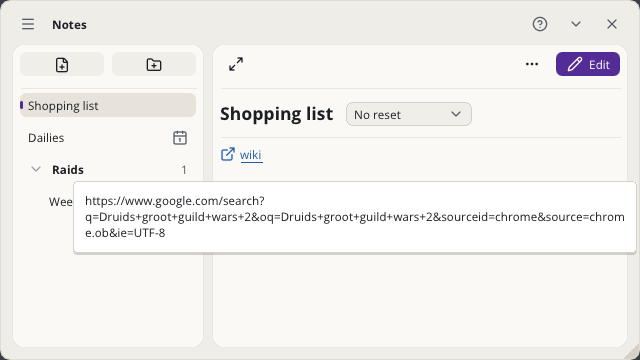 Notes
Edit
Shopping list
Dailies
Raids 1
Wee
Shopping list No reset
wiki
https://www.google.com/search?
q=Druids+groot+guild+wars+2&oq=Druids+groot+guild+wars+2&sourceid=chrome&source=chrom
e.ob&ie=UTF-8